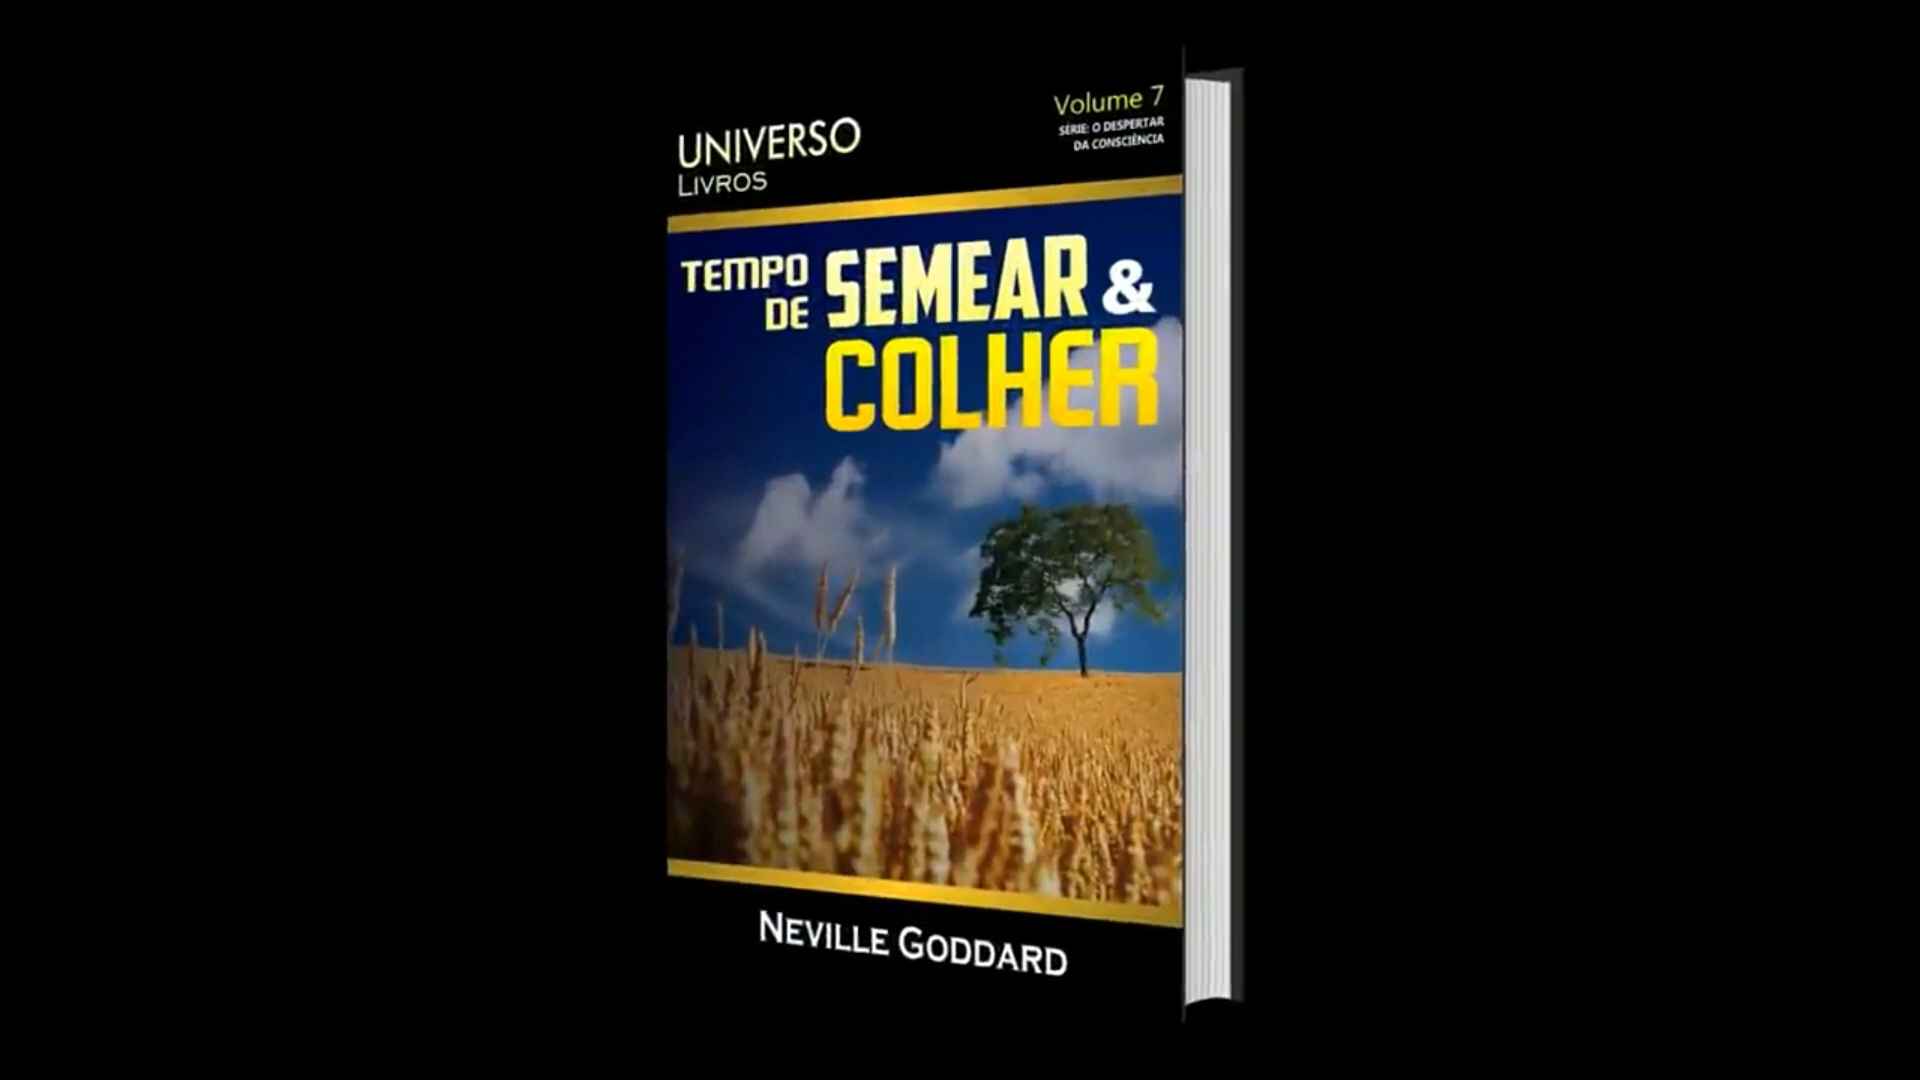 UNIVERSO
LIVROS
Volume 7
SÉRIE: O DESPERTAR
DA CONSCIÊNCIA
TEMPO
DE
SEMEAR &
COLHER
NEVILLE GODDARD